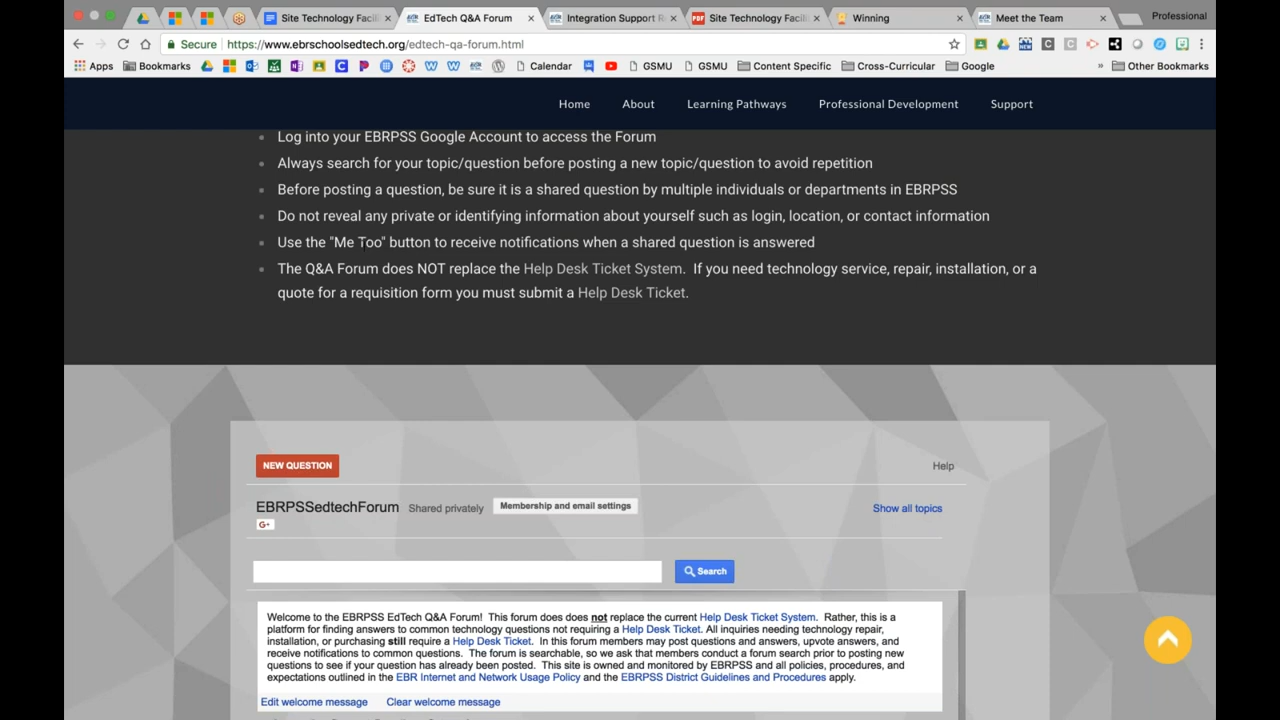 Site Technology Facili
EdTech Q&A Forum
Integration Support R
Site Technology Facili
Winning
Meet the Team
Professional
Secure
https://www.ebrschoolsedtech.org/edtech-qa-forum.html
Apps
Bookmarks
Calendar
GSMU
GSMU
Content Specific
Cross-Curricular
Google
»
Other Bookmarks
Home
About
Learning Pathways
Professional Development
Support
Log into your EBRPSS Google Account to access the Forum
Always search for your topic/question before posting a new topic/question to avoid repetition
Before posting a question, be sure it is a shared question by multiple individuals or departments in EBRPSS
Do not reveal any private or identifying information about yourself such as login, location, or contact information
Use the "Me Too" button to receive notifications when a shared question is answered
The Q&A Forum does NOT replace the Help Desk Ticket System. If you need technology service, repair, installation, or a
quote for a requisition form you must submit a Help Desk Ticket.
NEW QUESTION
Help
EBRPSSedtechForum
Shared privately
Membership and email settings
Show all topics
G+
Search
Welcome to the EBRPSS EdTech Q&A Forum! This forum does does not replace the current Help Desk Ticket System. Rather, this is a
platform for finding answers to common technology questions not requiring a Help Desk Ticket. All inquiries needing technology repair,
installation, or purchasing still require a Help Desk Ticket. In this forum members may post questions and answers, upvote answers, and
receive notifications to common questions. The forum is searchable, so we ask that members conduct a forum search prior to posting new
questions to see if your question has already been posted. This site is owned and monitored by EBRPSS and all policies, procedures, and
expectations outlined in the EBR Internet and Network Usage Policy and the EBRPSS District Guidelines and Procedures apply.
Edit welcome message
Clear welcome message